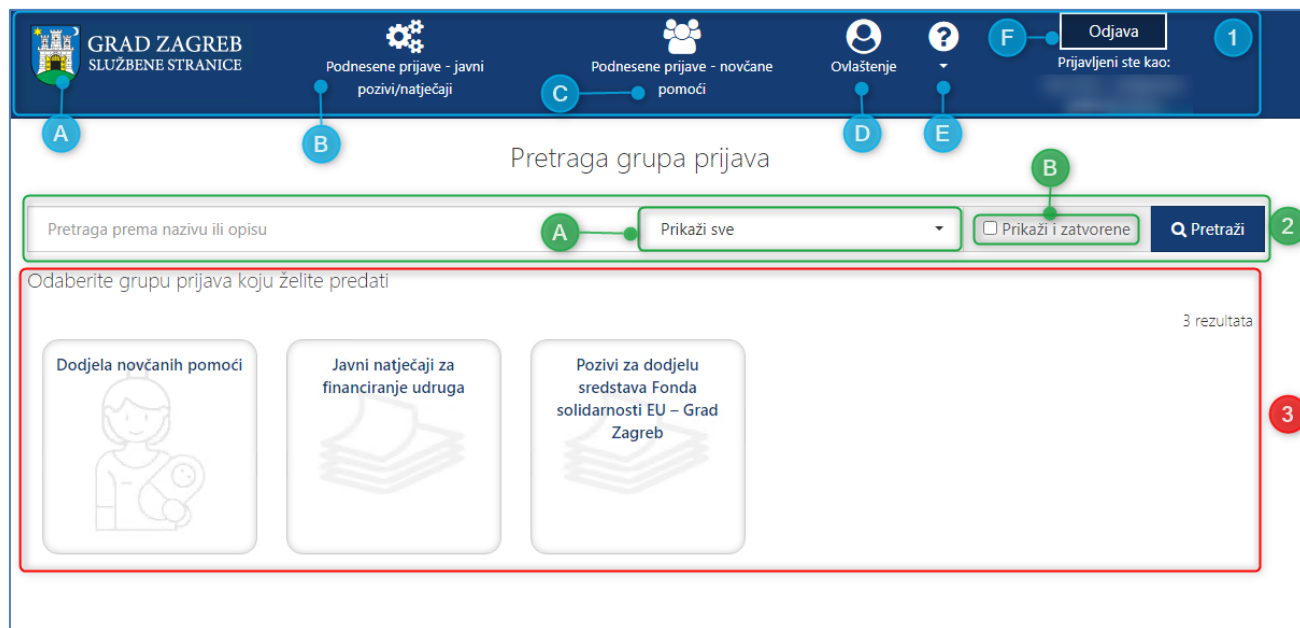 GRAD ZAGREB
SLUŽBENE STRANICE
Podnesene prijave - javni
pozivi/natječaji
Podnesene prijave - novčane
pomoći
Ovlaštenje
?
Odjava
Prijavljeni ste kao:
A
B
C
D
E
F
1
Pretraga grupa prijava
Pretraga prema nazivu ili opisu
A
Prikaži sve
B
Prikaži i zatvorene
Pretraži
2
Odaberite grupu prijava koju želite predati
3 rezultata
Dodjela novčanih pomoći
Javni natječaji za
financiranje udruga
Pozivi za dodjelu
sredstava Fonda
solidarnosti EU – Grad
Zagreb
3